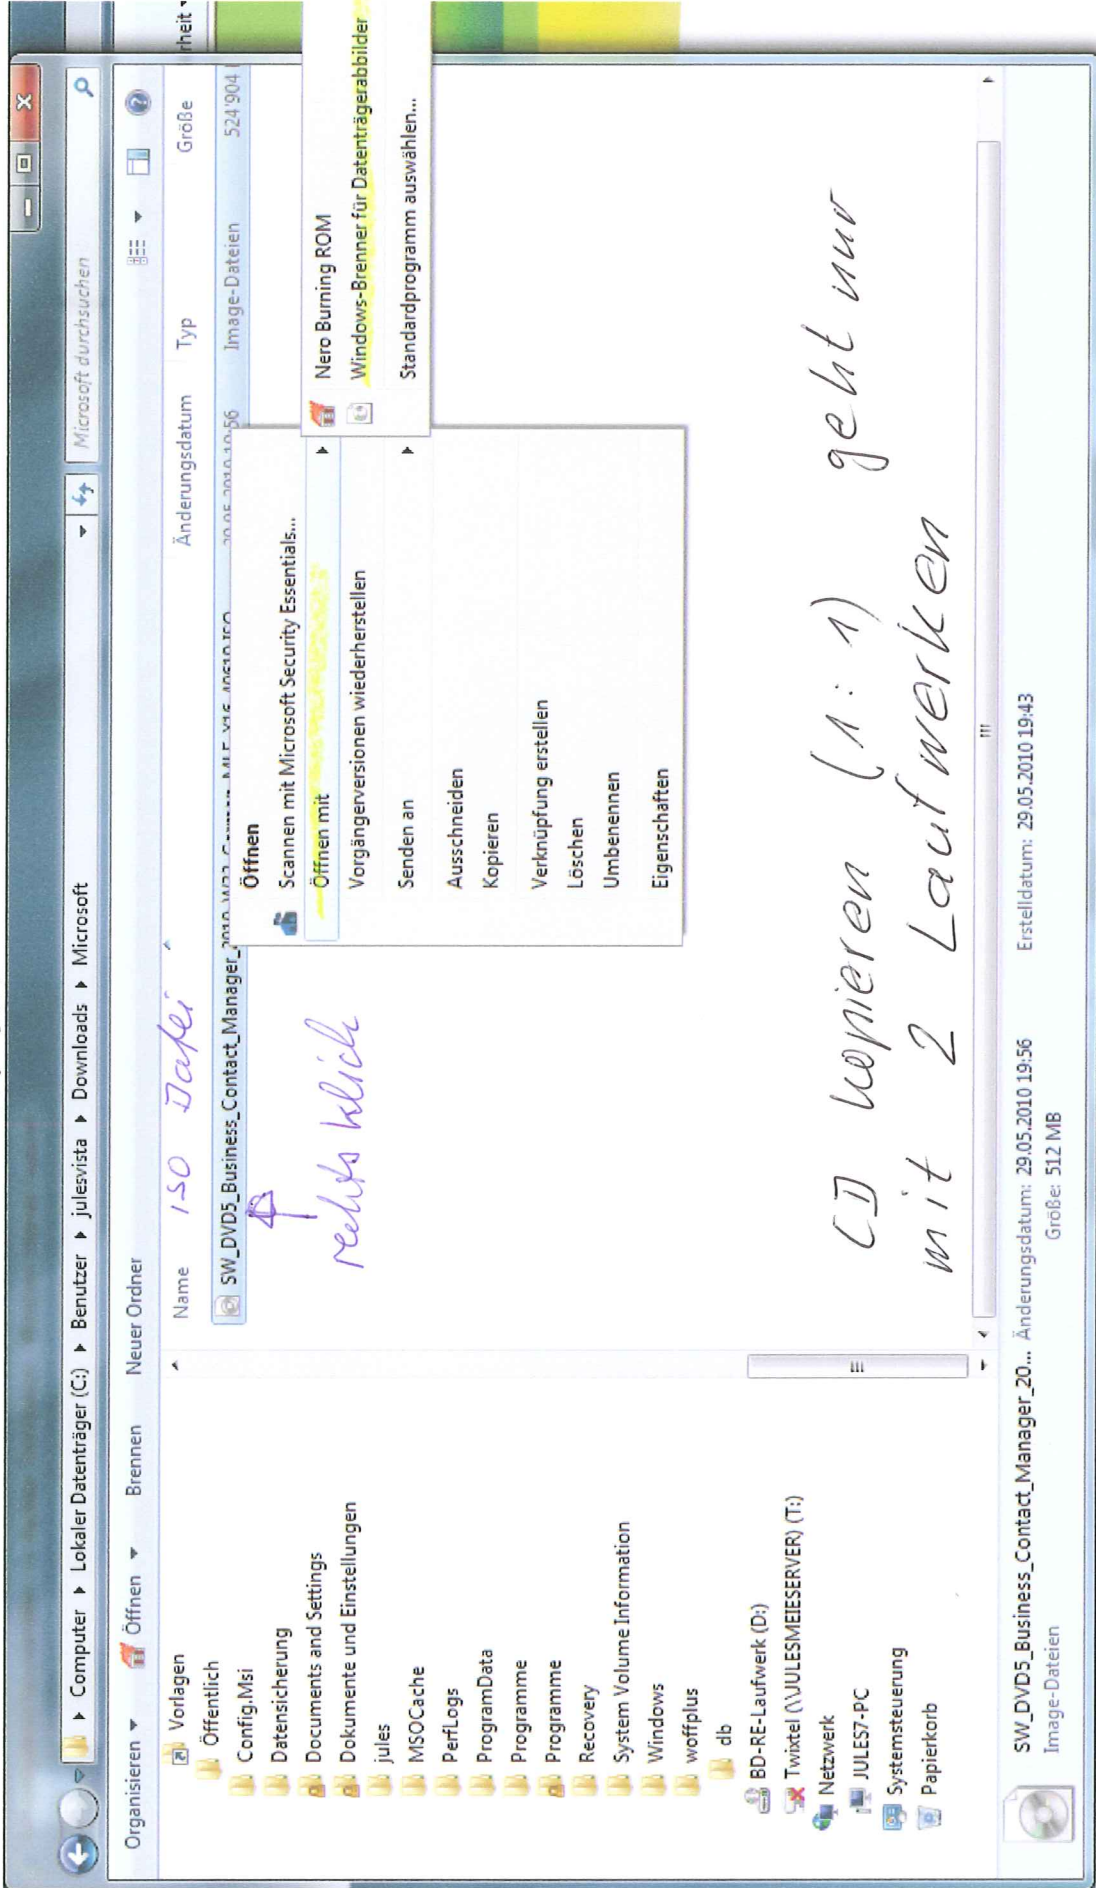 Computer ▸ Lokaler Datenträger (C:) ▸ Benutzer ▸ julesvista ▸ Downloads ▸ Microsoft
Microsoft durchsuchen
Organisieren
Öffnen
Brennen
Neuer Ordner
rheit
Vorlagen
Öffentlich
Config.Msi
Datensicherung
Documents and Settings
Dokumente und Einstellungen
jules
MSOCache
PerfLogs
ProgramData
Programme
Programme
Recovery
System Volume Information
Windows
woffplus
db
BD-RE-Laufwerk (D:)
Twixtel (\\JULESMEIESERVER) (T:)
Netzwerk
JULES7-PC
Systemsteuerung
Papierkorb
Name
ISO Datei
Änderungsdatum
Typ
Größe
SW_DVD5_Business_Contact_Manager_2010_W32
Image-Dateien
524'904
rechts klick
Öffnen
Scannen mit Microsoft Security Essentials...
Öffnen mit
Vorgängerversionen wiederherstellen
Senden an
Ausschneiden
Kopieren
Verknüpfung erstellen
Löschen
Umbenennen
Eigenschaften
Nero Burning ROM
Windows-Brenner für Datenträgerabbilder
Standardprogramm auswählen...
CD kopieren (1:1) geht nur
mit 2 Laufwerken
SW_DVD5_Business_Contact_Manager_20... Änderungsdatum: 29.05.2010 19:56 Erstelldatum: 29.05.2010 19:43
Image-Dateien Größe: 512 MB